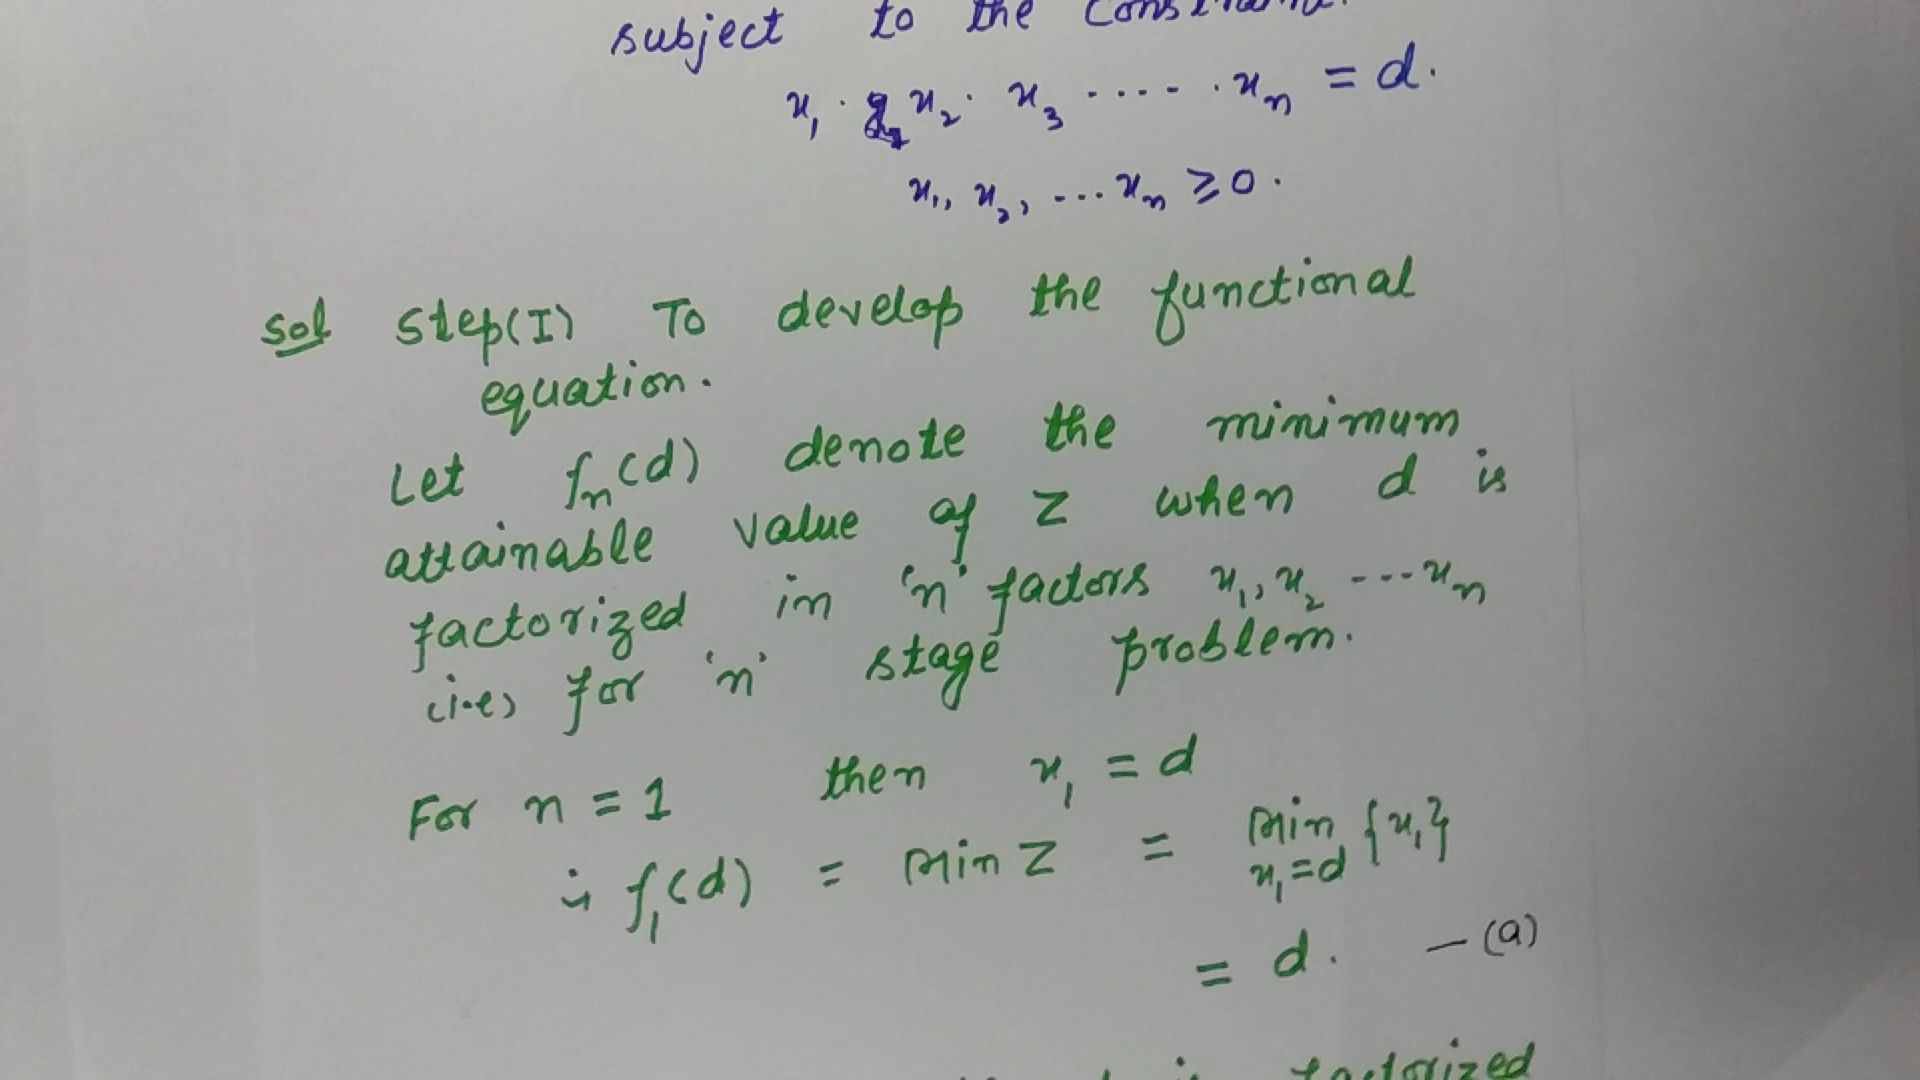 subject to the
x₁ · x₂ · x₃ ----- · xₙ = d.
x₁, x₂, --- xₙ ≥ 0.
Sol Step(I) To develop the functional
equation.
Let fₙ(d) denote the minimum
attainable value of Z when d is
factorized in 'n' factors x₁, x₂ --- xₙ
(i.e) for 'n' stage problem.
For n = 1 then x₁ = d
∴ f₁(d) = Min Z = Min {x₁}
x₁=d
= d. —(a)
factorized